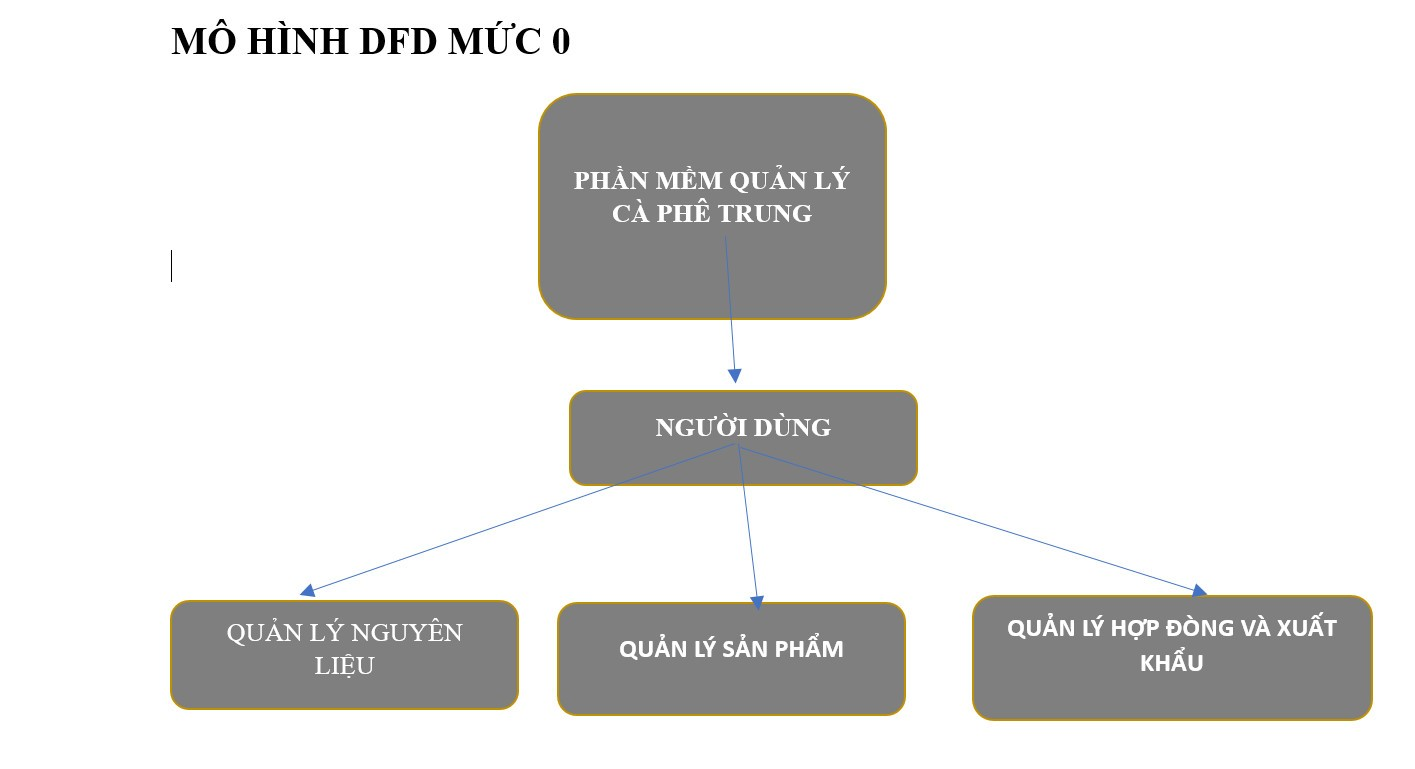 MÔ HÌNH DFD MỨC 0
PHẦN MỀM QUẢN LÝ
CÀ PHÊ TRUNG
NGƯỜI DÙNG
QUẢN LÝ NGUYÊN
LIỆU
QUẢN LÝ SẢN PHẨM
QUẢN LÝ HỢP ĐÒNG VÀ XUẤT
KHẨU